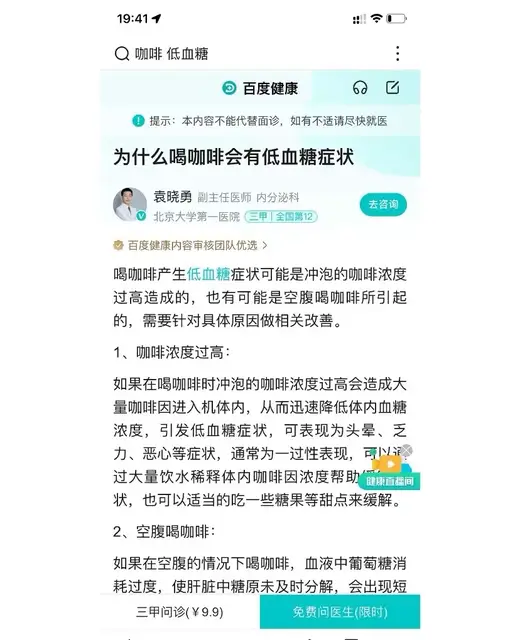 19:41
咖啡 低血糖
百度健康
提示：本内容不能代替面诊，如有不适请尽快就医
为什么喝咖啡会有低血糖症状
袁晓勇 副主任医师 内分泌科
北京大学第一医院 三甲 全国第12
去咨询
百度健康内容审核团队优选
喝咖啡产生低血糖症状可能是冲泡的咖啡浓度
过高造成的，也有可能是空腹喝咖啡所引起
的，需要针对具体原因做相关改善。
1、咖啡浓度过高：
如果在喝咖啡时冲泡的咖啡浓度过高会造成大
量咖啡因进入机体内，从而迅速降低体内血糖
浓度，引发低血糖症状，可表现为头晕、乏
力、恶心等症状，通常为一过性表现，可以通
过大量饮水稀释体内咖啡因浓度帮助
状，也可以适当的吃一些糖果等甜点来缓解。
健康直播间
2、空腹喝咖啡：
如果在空腹的情况下喝咖啡，血液中葡萄糖消
耗过度，使肝脏中糖原未及时分解，会出现短
三甲问诊(￥9.9)
免费问医生(限时)